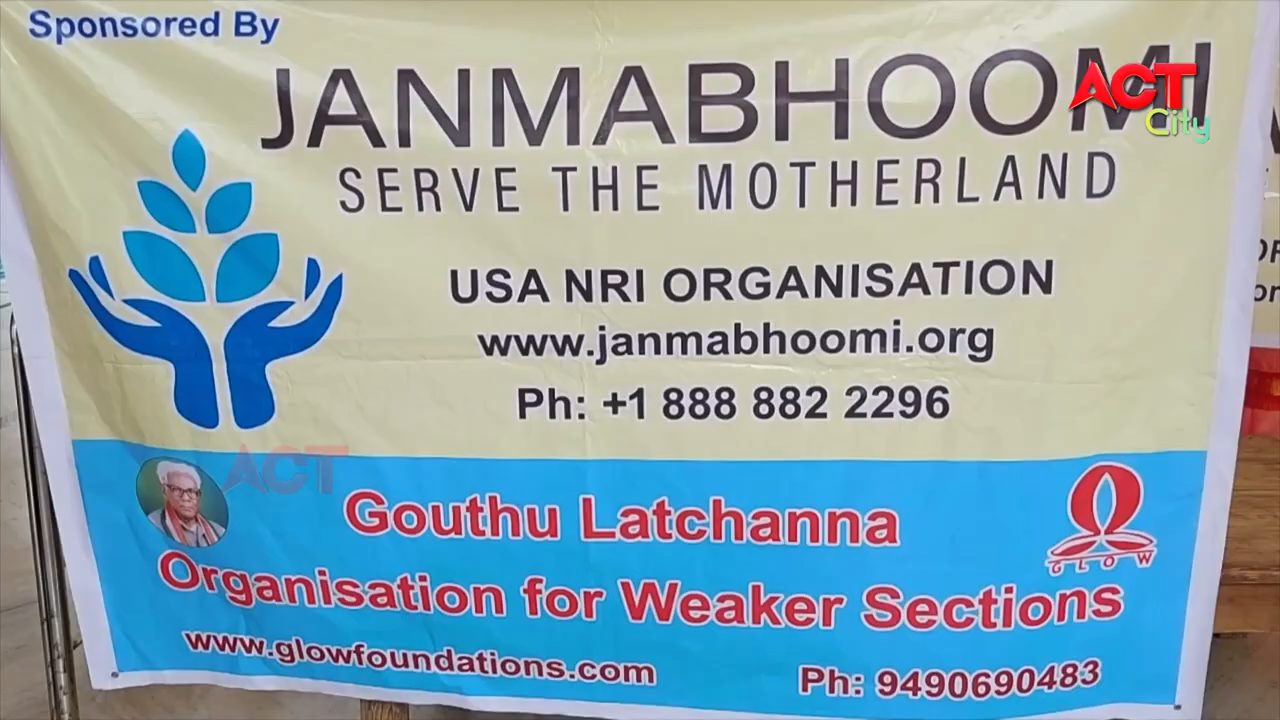 Sponsored By
JANMABHOOMI
ACT
City
SERVE THE MOTHERLAND
USA NRI ORGANISATION
www.janmabhoomi.org
Ph: +1 888 882 2296
ACT
Gouthu Latchanna
GLOW
Organisation for Weaker Sections
www.glowfoundations.com
Ph: 9490690483